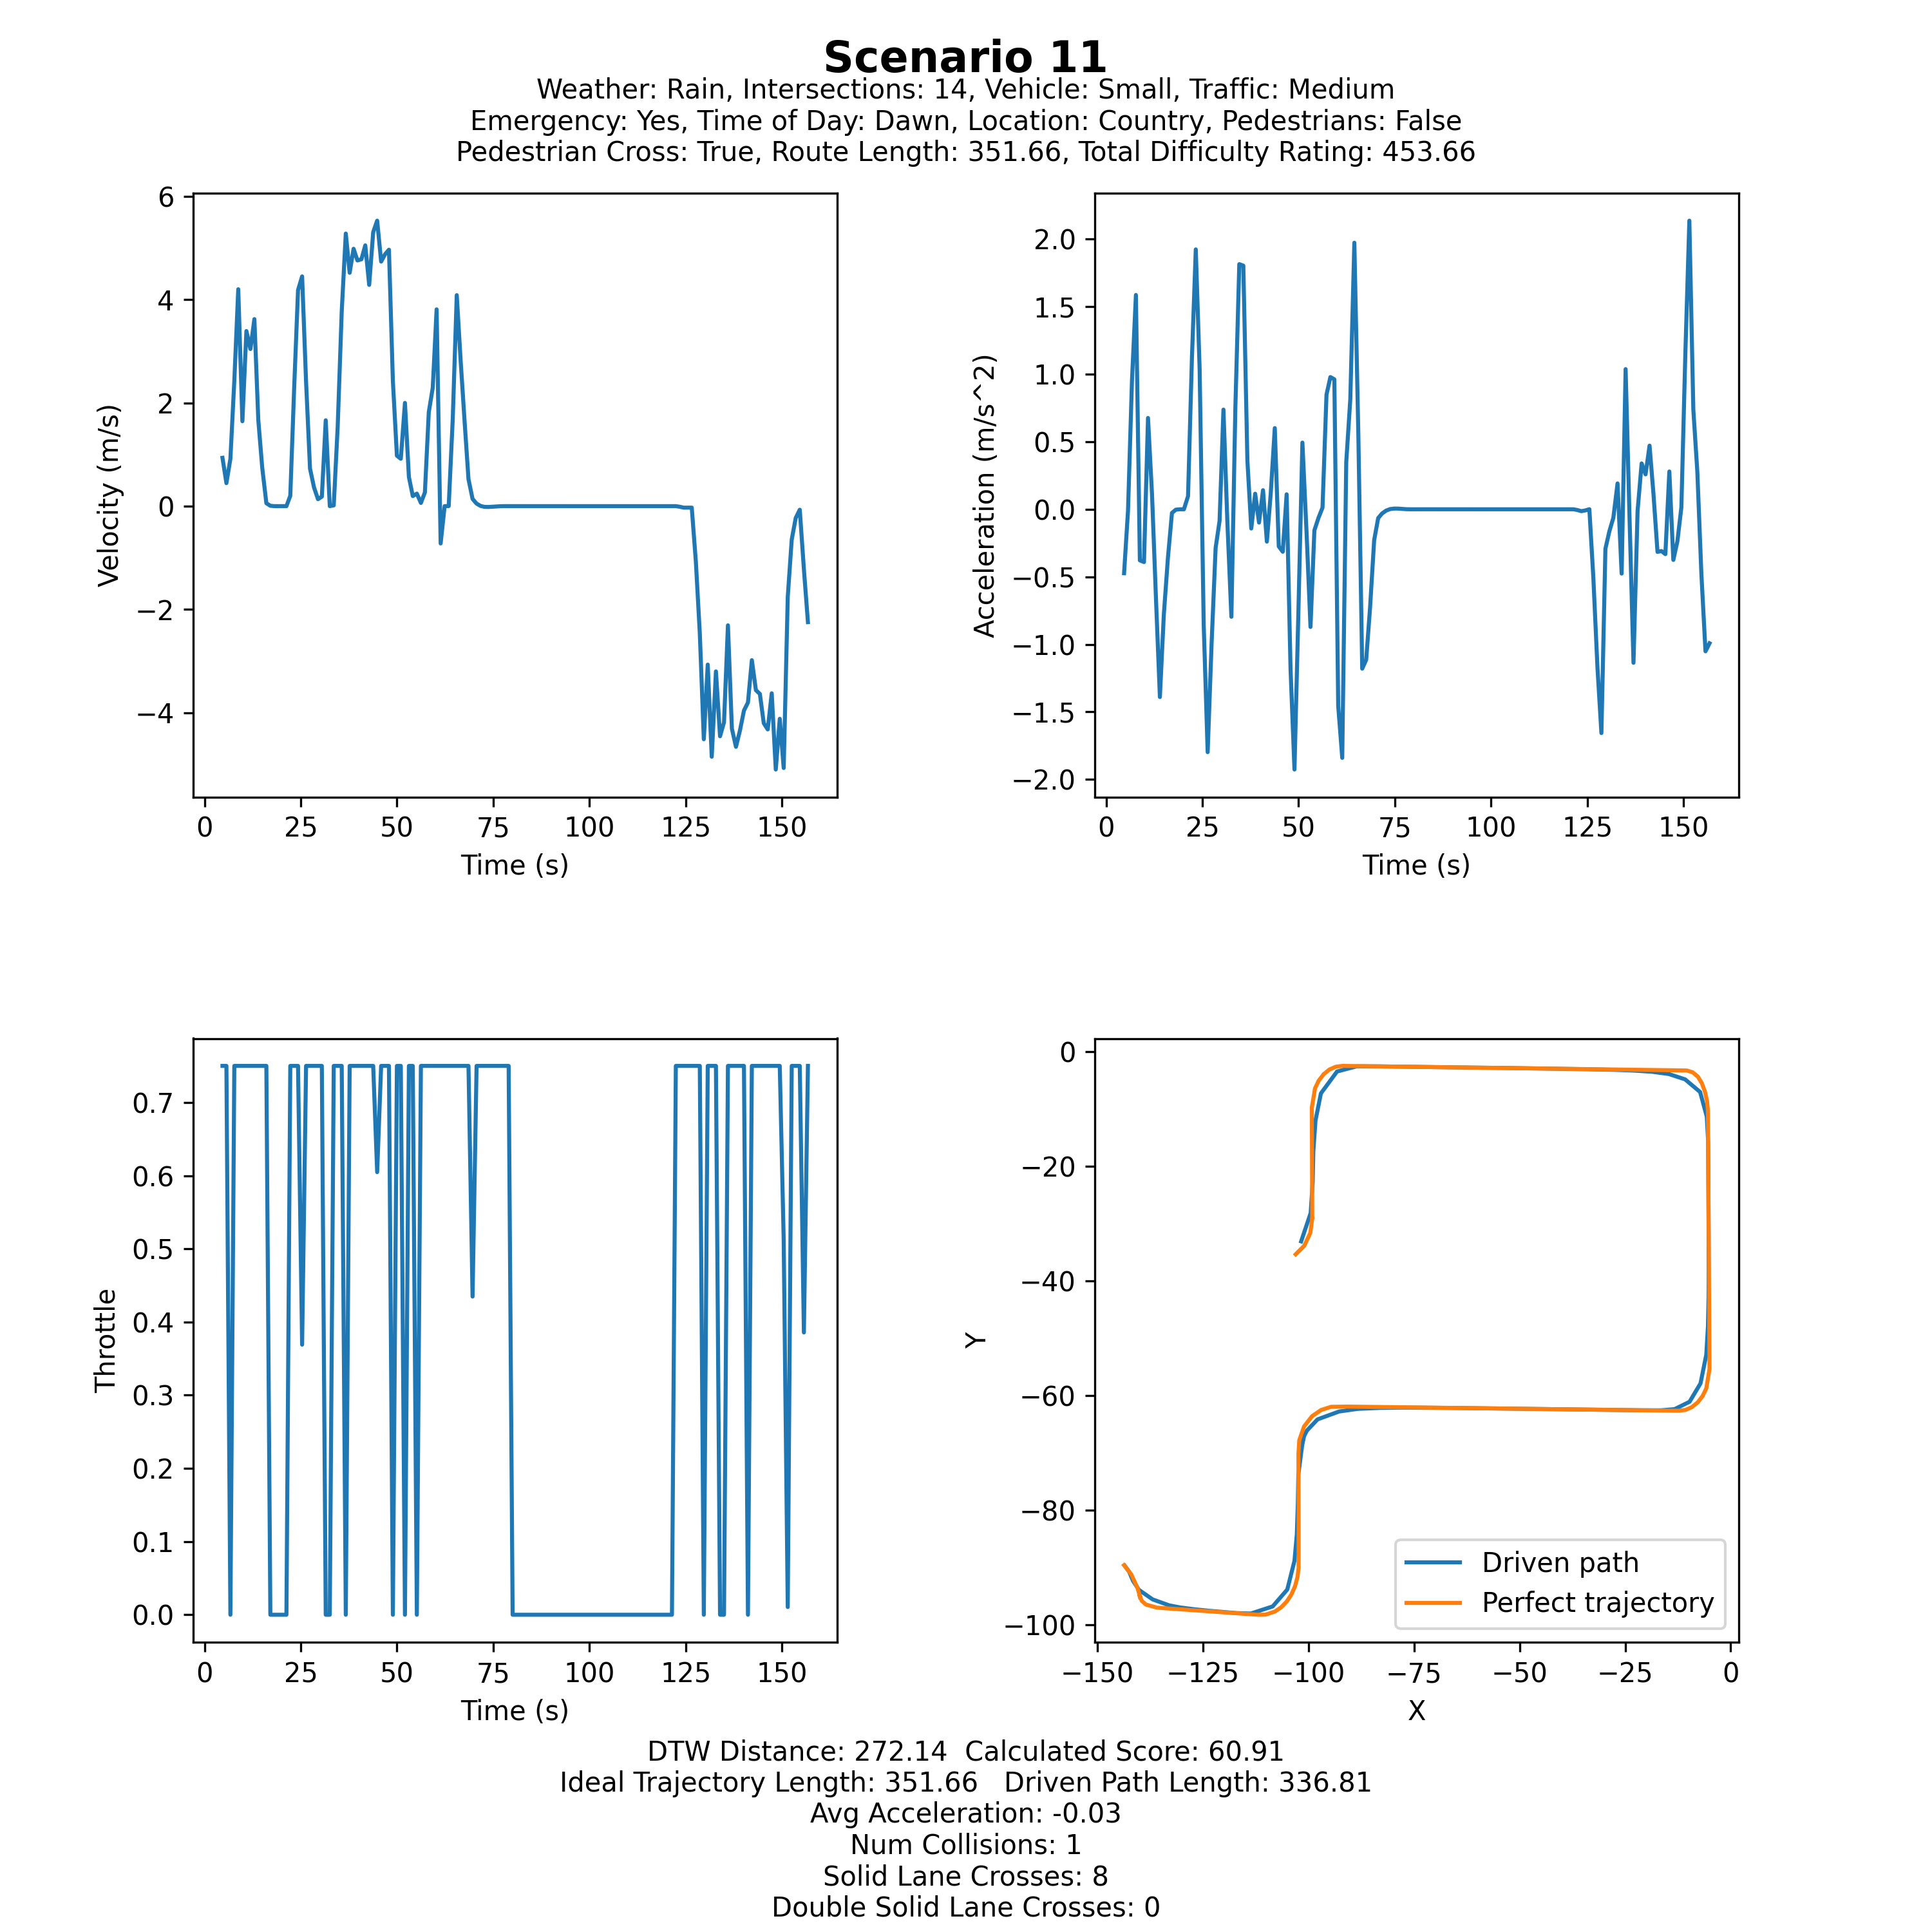 Scenario 11
Weather: Rain, Intersections: 14, Vehicle: Small, Traffic: Medium
Emergency: Yes, Time of Day: Dawn, Location: Country, Pedestrians: False
Pedestrian Cross: True, Route Length: 351.66, Total Difficulty Rating: 453.66
6
4
2
0
−2
−4
Velocity (m/s)
0 25 50 75 100 125 150
Time (s)
2.0
1.5
1.0
0.5
0.0
−0.5
−1.0
−1.5
−2.0
Acceleration (m/s^2)
0 25 50 75 100 125 150
Time (s)
0.7
0.6
0.5
0.4
0.3
0.2
0.1
0.0
Throttle
0 25 50 75 100 125 150
Time (s)
0
−20
−40
−60
−80
−100
Y
Driven path
Perfect trajectory
−150 −125 −100 −75 −50 −25 0
X
DTW Distance: 272.14  Calculated Score: 60.91
Ideal Trajectory Length: 351.66   Driven Path Length: 336.81
Avg Acceleration: -0.03
Num Collisions: 1
Solid Lane Crosses: 8
Double Solid Lane Crosses: 0